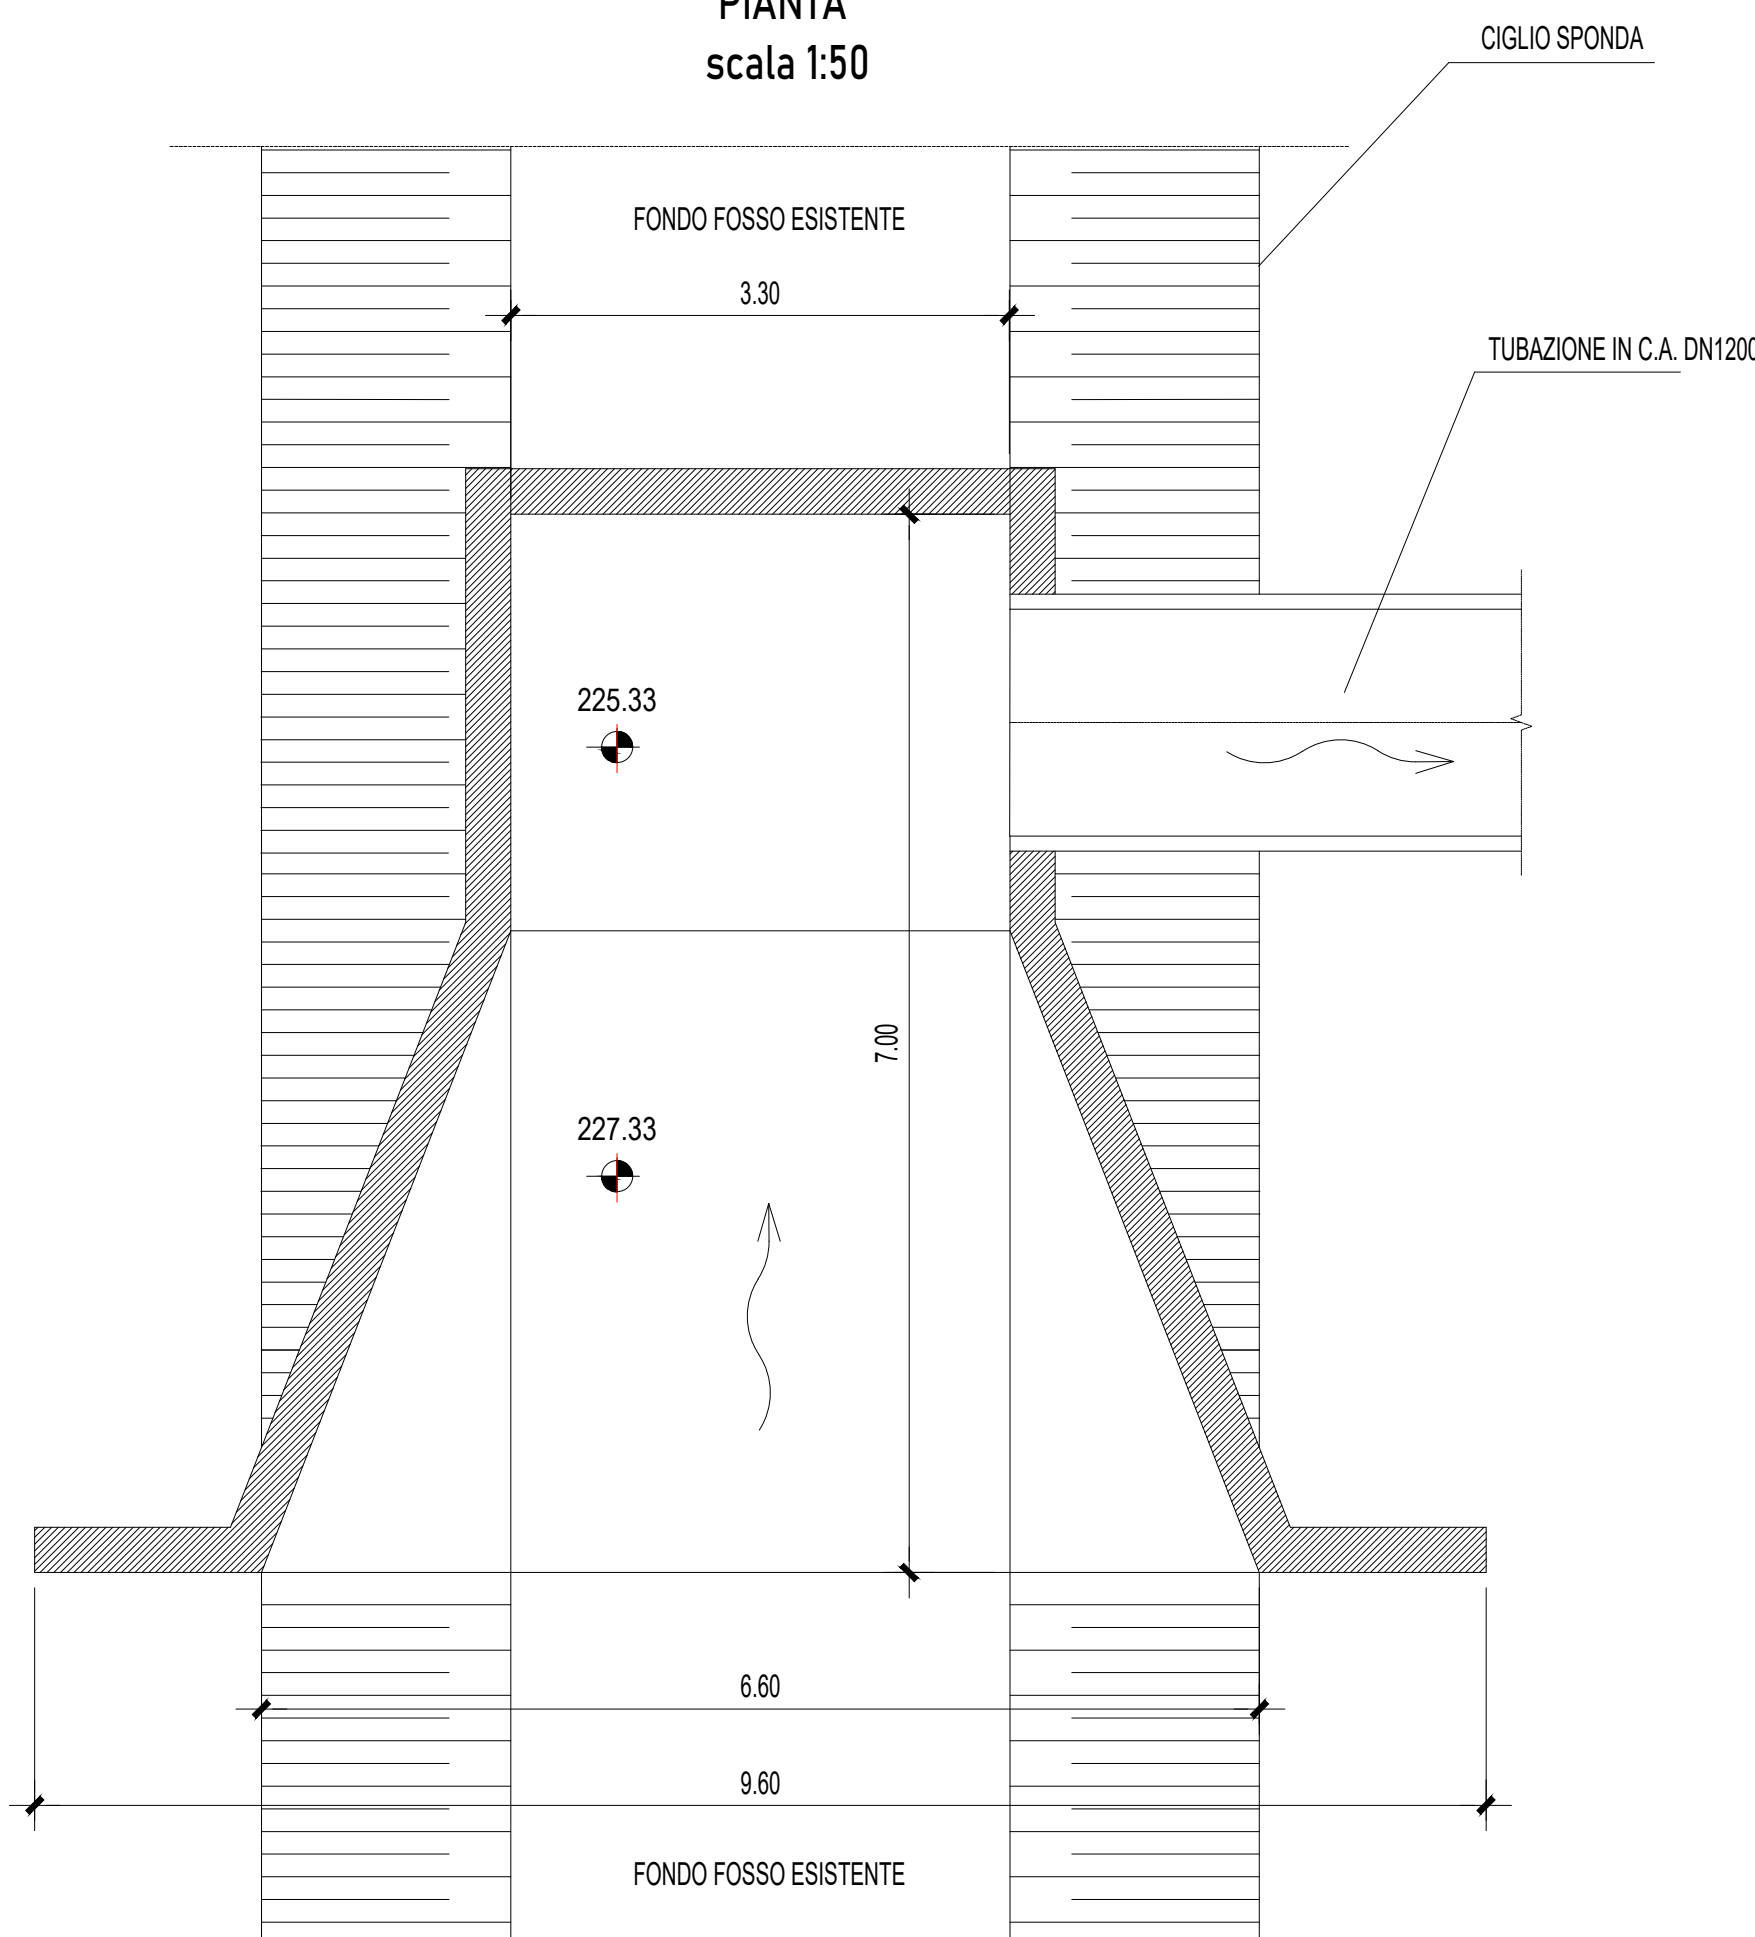 PIANTA
scala 1:50
CIGLIO SPONDA
FONDO FOSSO ESISTENTE
3.30
TUBAZIONE IN C.A. DN1200
225.33
7.00
227.33
6.60
9.60
FONDO FOSSO ESISTENTE